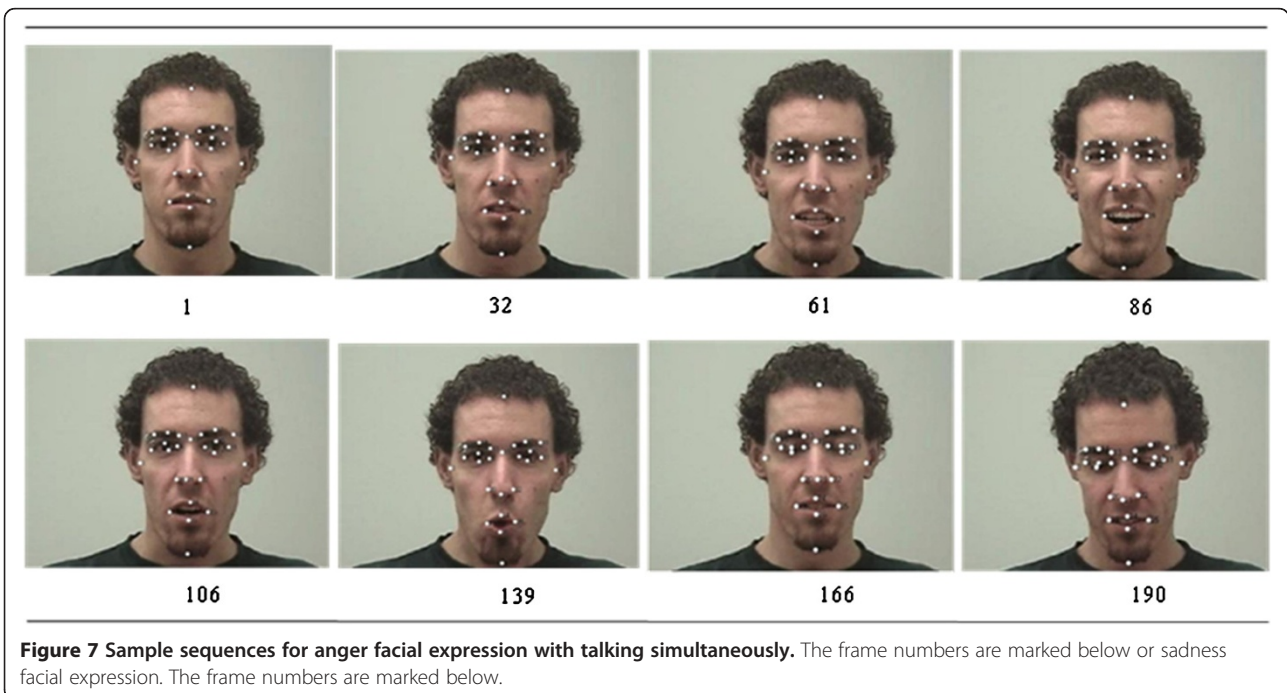 1 32 61 86
106 139 166 190
Figure 7 Sample sequences for anger facial expression with talking simultaneously. The frame numbers are marked below or sadness
facial expression. The frame numbers are marked below.